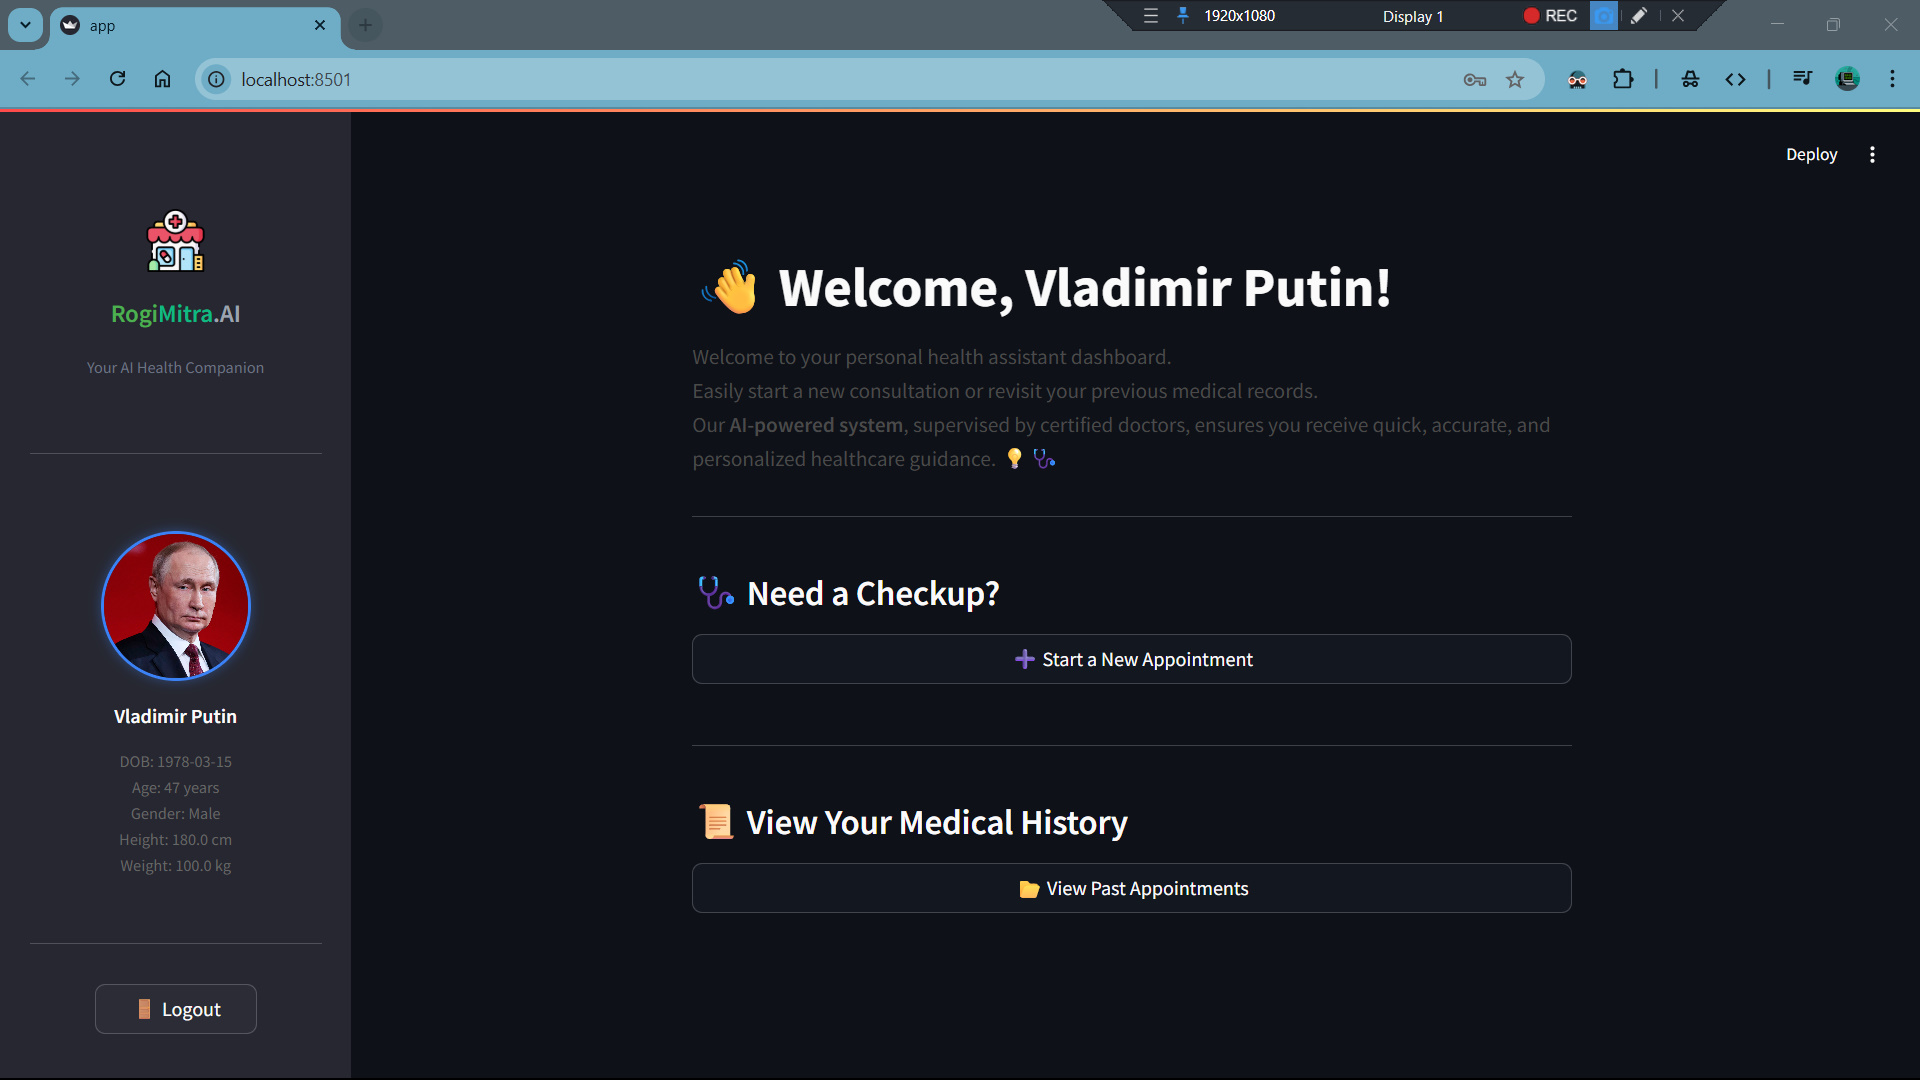 app
1920x1080
Display 1
REC
localhost:8501
Deploy
RogiMitra.AI
Your AI Health Companion
Vladimir Putin
DOB: 1978-03-15
Age: 47 years
Gender: Male
Height: 180.0 cm
Weight: 100.0 kg
Logout
Welcome, Vladimir Putin!
Welcome to your personal health assistant dashboard.
Easily start a new consultation or revisit your previous medical records.
Our AI-powered system, supervised by certified doctors, ensures you receive quick, accurate, and
personalized healthcare guidance.
Need a Checkup?
Start a New Appointment
View Your Medical History
View Past Appointments